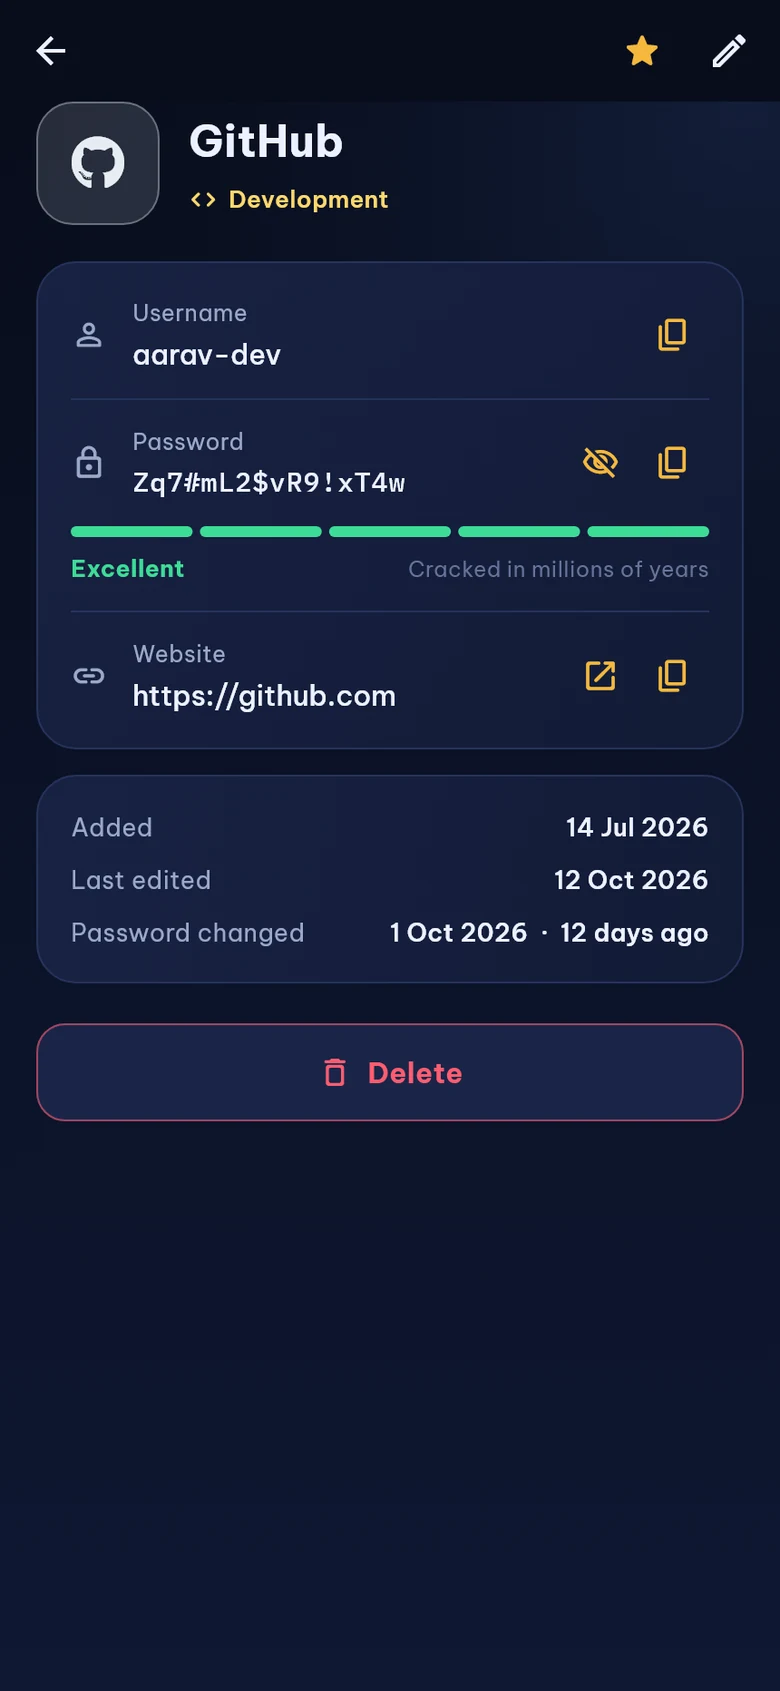 GitHub
Development
Username
aarav-dev
Password
Zq7#mL2$vR9!xT4w
Excellent
Cracked in millions of years
Website
https://github.com
Added
14 Jul 2026
Last edited
12 Oct 2026
Password changed
1 Oct 2026 · 12 days ago
Delete